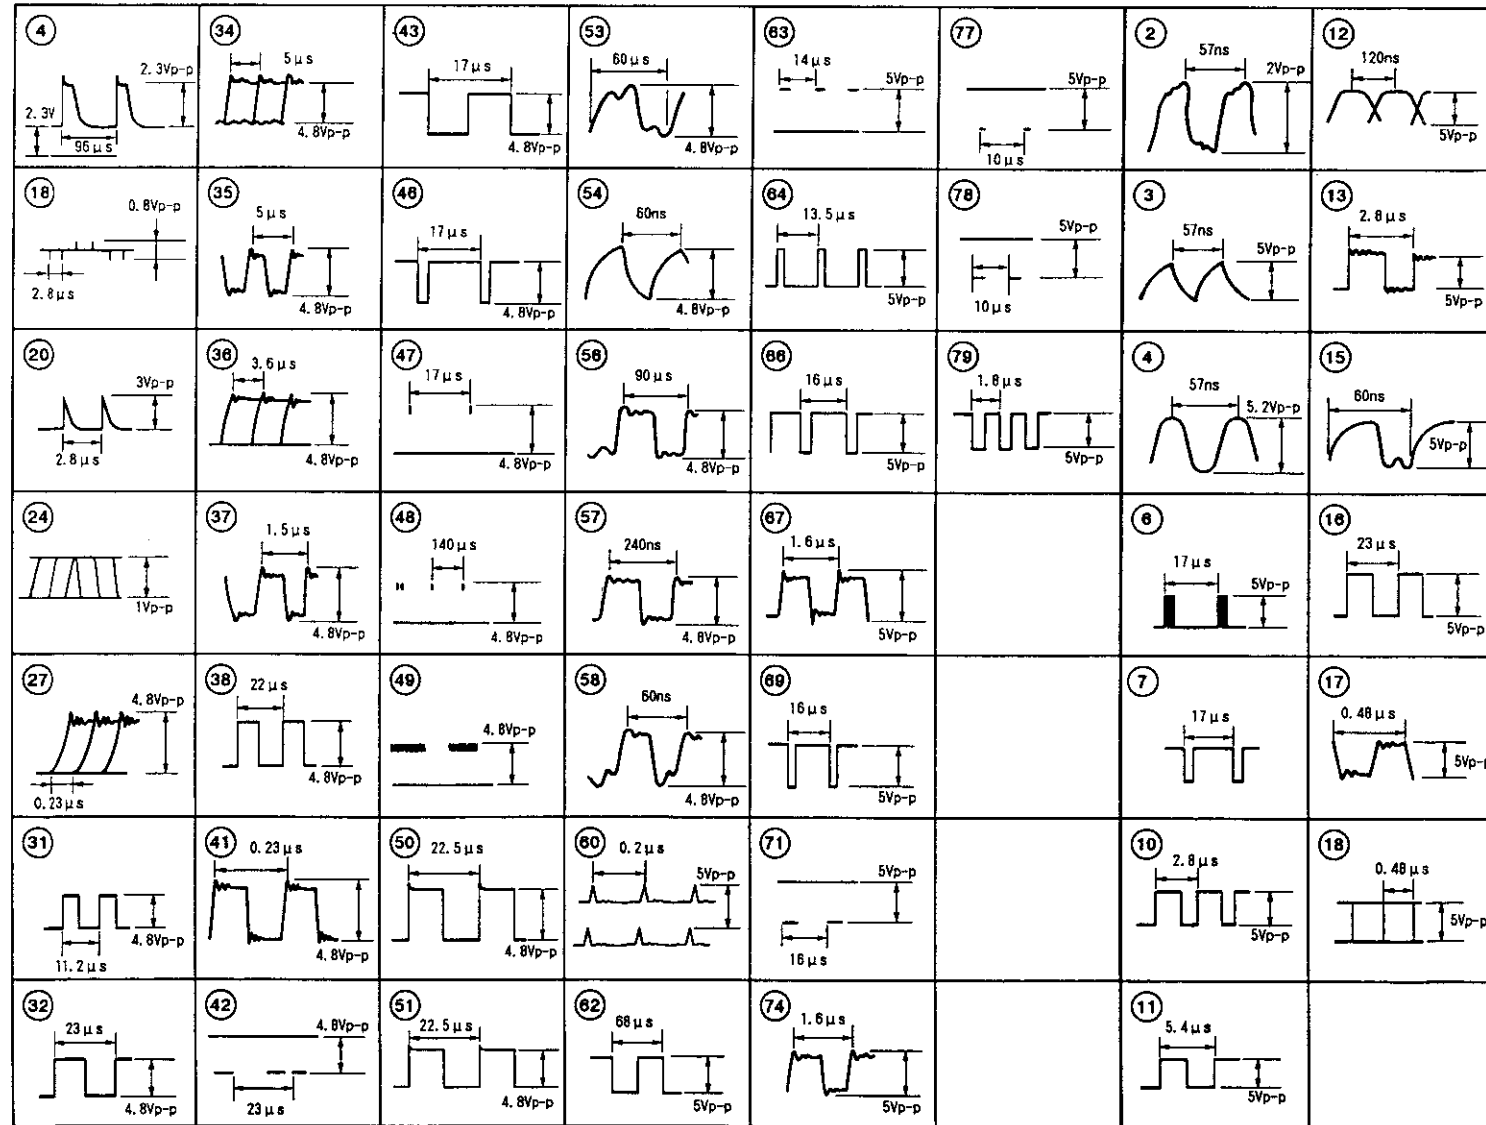 4
2.3Vp-p
2.3V
96μs
34
5μs
4.8Vp-p
43
17μs
4.8Vp-p
53
60μs
4.8Vp-p
63
14μs
5Vp-p
77
5Vp-p
10μs
2
57ns
2Vp-p
12
120ns
5Vp-p
18
0.8Vp-p
2.8μs
35
5μs
4.8Vp-p
46
17μs
4.8Vp-p
54
60ns
4.8Vp-p
64
13.5μs
5Vp-p
78
5Vp-p
10μs
3
57ns
5Vp-p
13
2.8μs
5Vp-p
20
3Vp-p
2.8μs
36
3.6μs
4.8Vp-p
47
17μs
4.8Vp-p
56
90μs
4.8Vp-p
66
16μs
5Vp-p
79
1.8μs
5Vp-p
4
57ns
5.2Vp-p
15
60ns
5Vp-p
24
1Vp-p
37
1.5μs
4.8Vp-p
48
140μs
4.8Vp-p
57
240ns
4.8Vp-p
67
1.6μs
5Vp-p
6
17μs
5Vp-p
16
23μs
5Vp-p
27
4.8Vp-p
0.23μs
38
22μs
4.8Vp-p
49
4.8Vp-p
58
60ns
4.8Vp-p
69
16μs
5Vp-p
7
17μs
5Vp-p
17
0.48μs
5Vp-p
31
4.8Vp-p
11.2μs
41
0.23μs
4.8Vp-p
50
22.5μs
4.8Vp-p
60
0.2μs
5Vp-p
71
5Vp-p
16μs
10
2.8μs
5Vp-p
18
0.48μs
5Vp-p
32
23μs
4.8Vp-p
42
4.8Vp-p
23μs
51
22.5μs
4.8Vp-p
62
68μs
5Vp-p
74
1.6μs
5Vp-p
11
5.4μs
5Vp-p